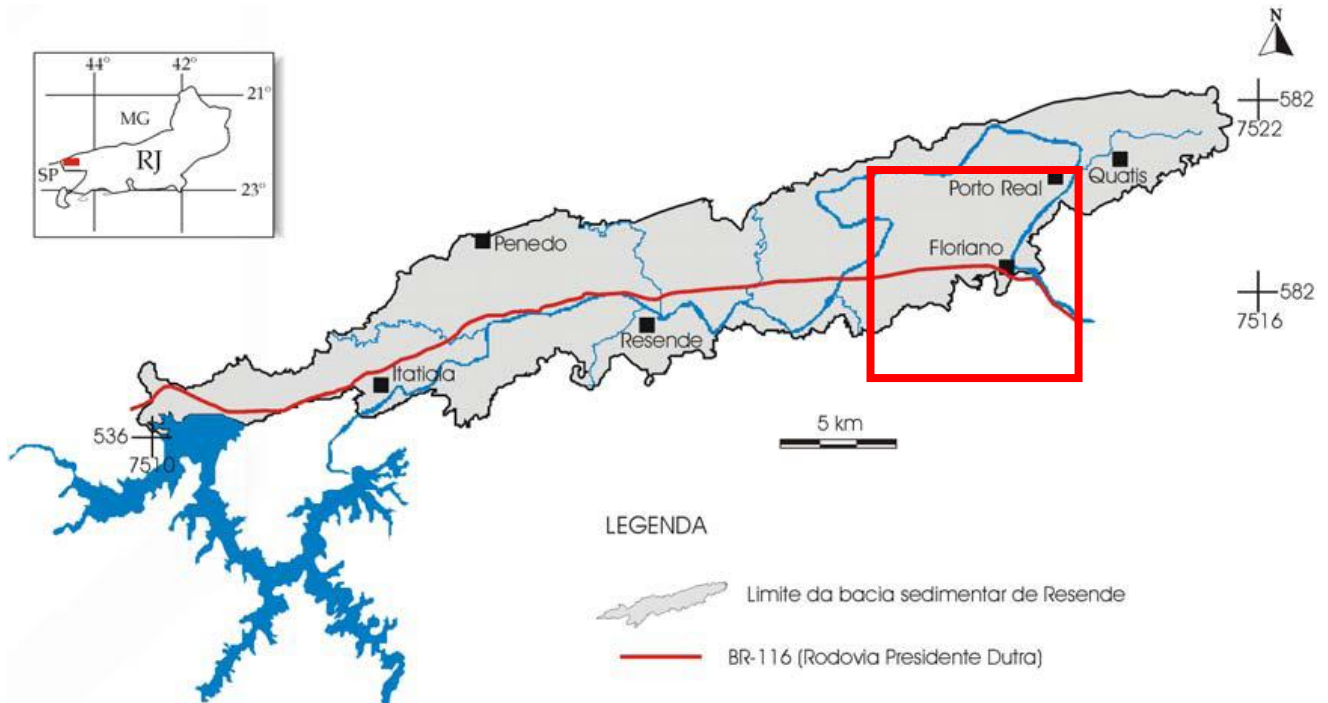 N
44° 42°
21°
MG
RJ
SP
23°
582
7522
Porto Real
Quatis
Penedo
Floriano
582
7516
Resende
Itatiaia
536
7510
5 km
LEGENDA
Limite da bacia sedimentar de Resende
BR-116 (Rodovia Presidente Dutra)